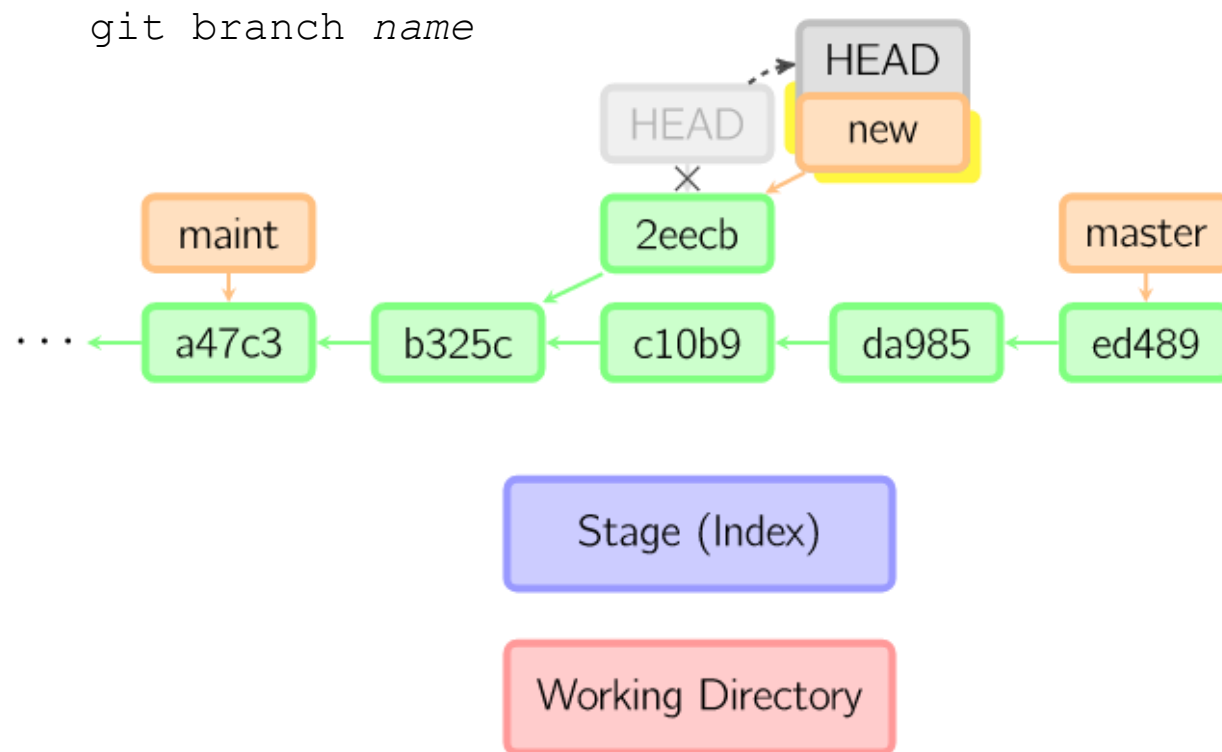 git branch name
HEAD
HEAD
new
maint
2eecb
master
...
a47c3
b325c
c10b9
da985
ed489
Stage (Index)
Working Directory